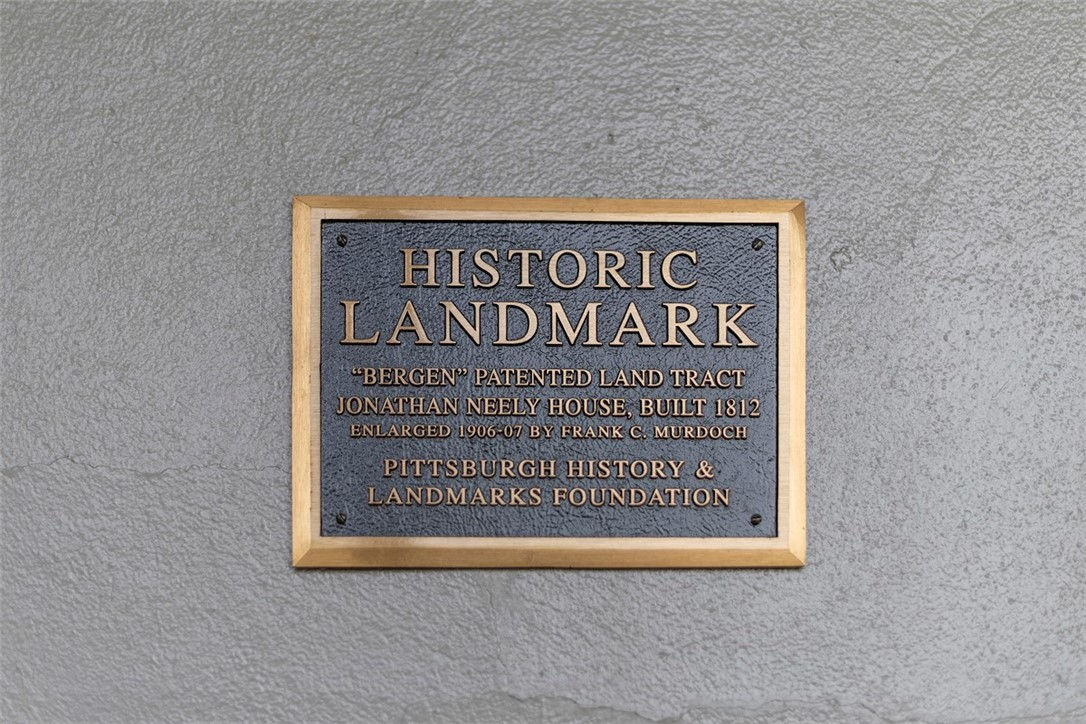 HISTORIC
LANDMARK
“BERGEN” PATENTED LAND TRACT
JONATHAN NEELY HOUSE, BUILT 1812
ENLARGED 1906-07 BY FRANK C. MURDOCH
PITTSBURGH HISTORY &
LANDMARKS FOUNDATION